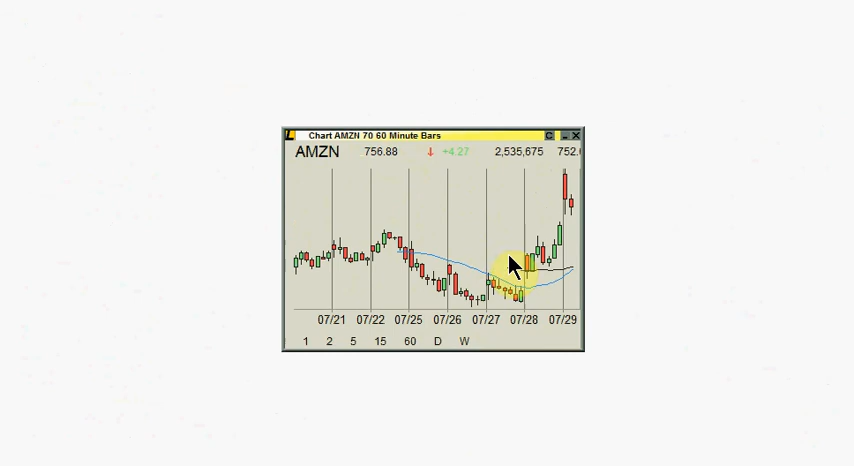 Chart AMZN 70 60 Minute Bars C
AMZN 756.88 ↓ +4.27 2,535,675 752.
07/21 07/22 07/25 07/26 07/27 07/28 07/29
1 2 5 15 60 D W